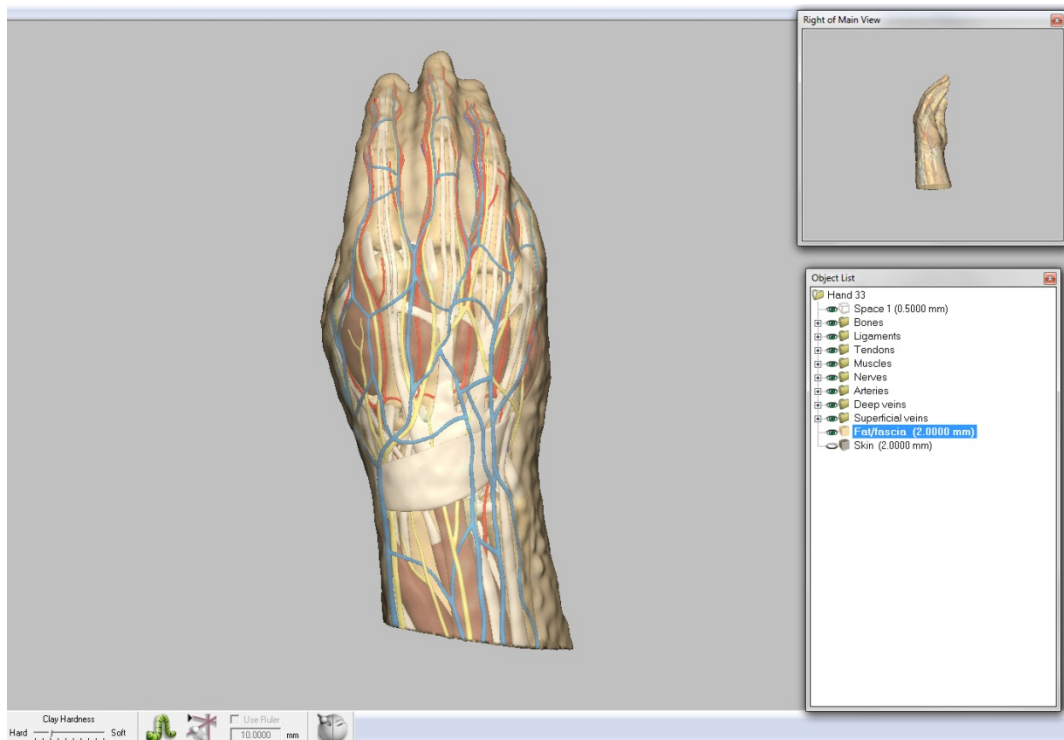 Right of Main View
Object List
Hand 33
Space 1 (0.5000 mm)
Bones
Ligaments
Tendons
Muscles
Nerves
Arteries
Deep veins
Superficial veins
Fat/fascia (2.0000 mm)
Skin (2.0000 mm)
Clay Hardness
Hard
Soft
Use Ruler
10.0000 mm